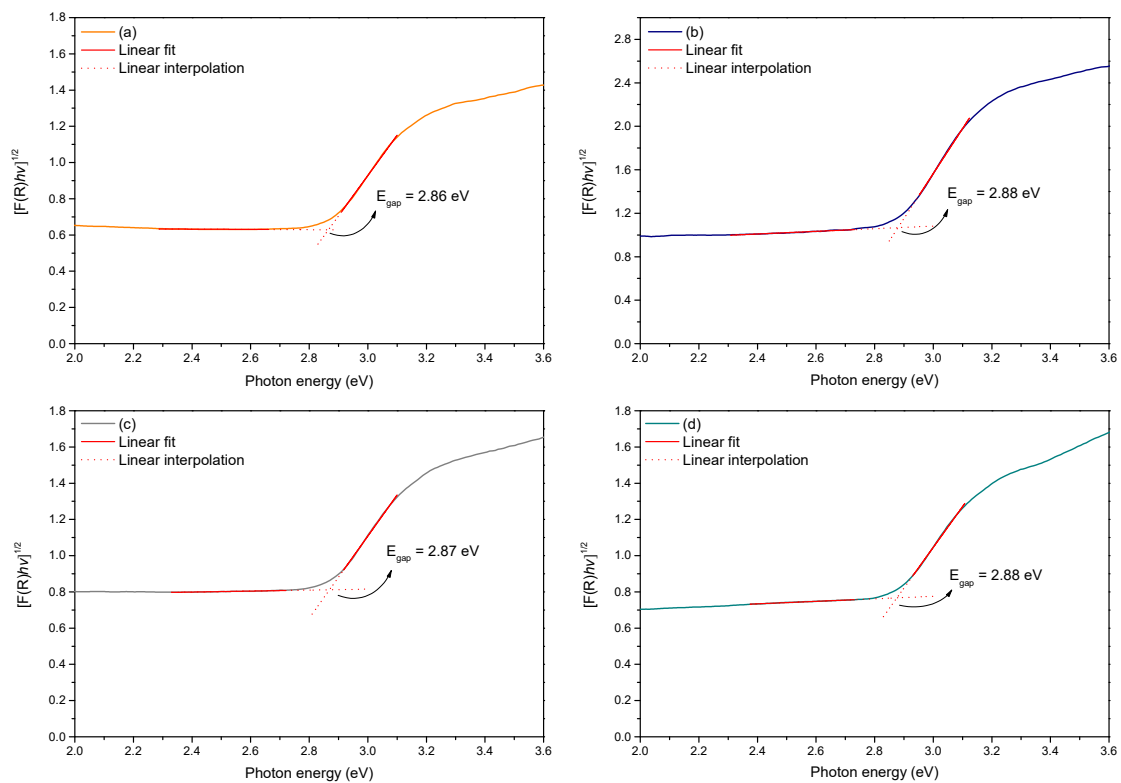 (a)
Linear fit
Linear interpolation
1.8
1.6
1.4
1.2
1.0
0.8
0.6
0.4
0.2
0.0
[F(R)hν]^1/2
E_gap = 2.86 eV
2.0 2.2 2.4 2.6 2.8 3.0 3.2 3.4 3.6
Photon energy (eV)
(b)
Linear fit
Linear interpolation
2.8
2.4
2.0
1.6
1.2
0.8
0.4
0.0
[F(R)hν]^1/2
E_gap = 2.88 eV
2.0 2.2 2.4 2.6 2.8 3.0 3.2 3.4 3.6
Photon energy (eV)
(c)
Linear fit
Linear interpolation
1.8
1.6
1.4
1.2
1.0
0.8
0.6
0.4
0.2
0.0
[F(R)hν]^1/2
E_gap = 2.87 eV
2.0 2.2 2.4 2.6 2.8 3.0 3.2 3.4 3.6
Photon energy (eV)
(d)
Linear fit
Linear interpolation
1.8
1.6
1.4
1.2
1.0
0.8
0.6
0.4
0.2
0.0
[F(R)hν]^1/2
E_gap = 2.88 eV
2.0 2.2 2.4 2.6 2.8 3.0 3.2 3.4 3.6
Photon energy (eV)